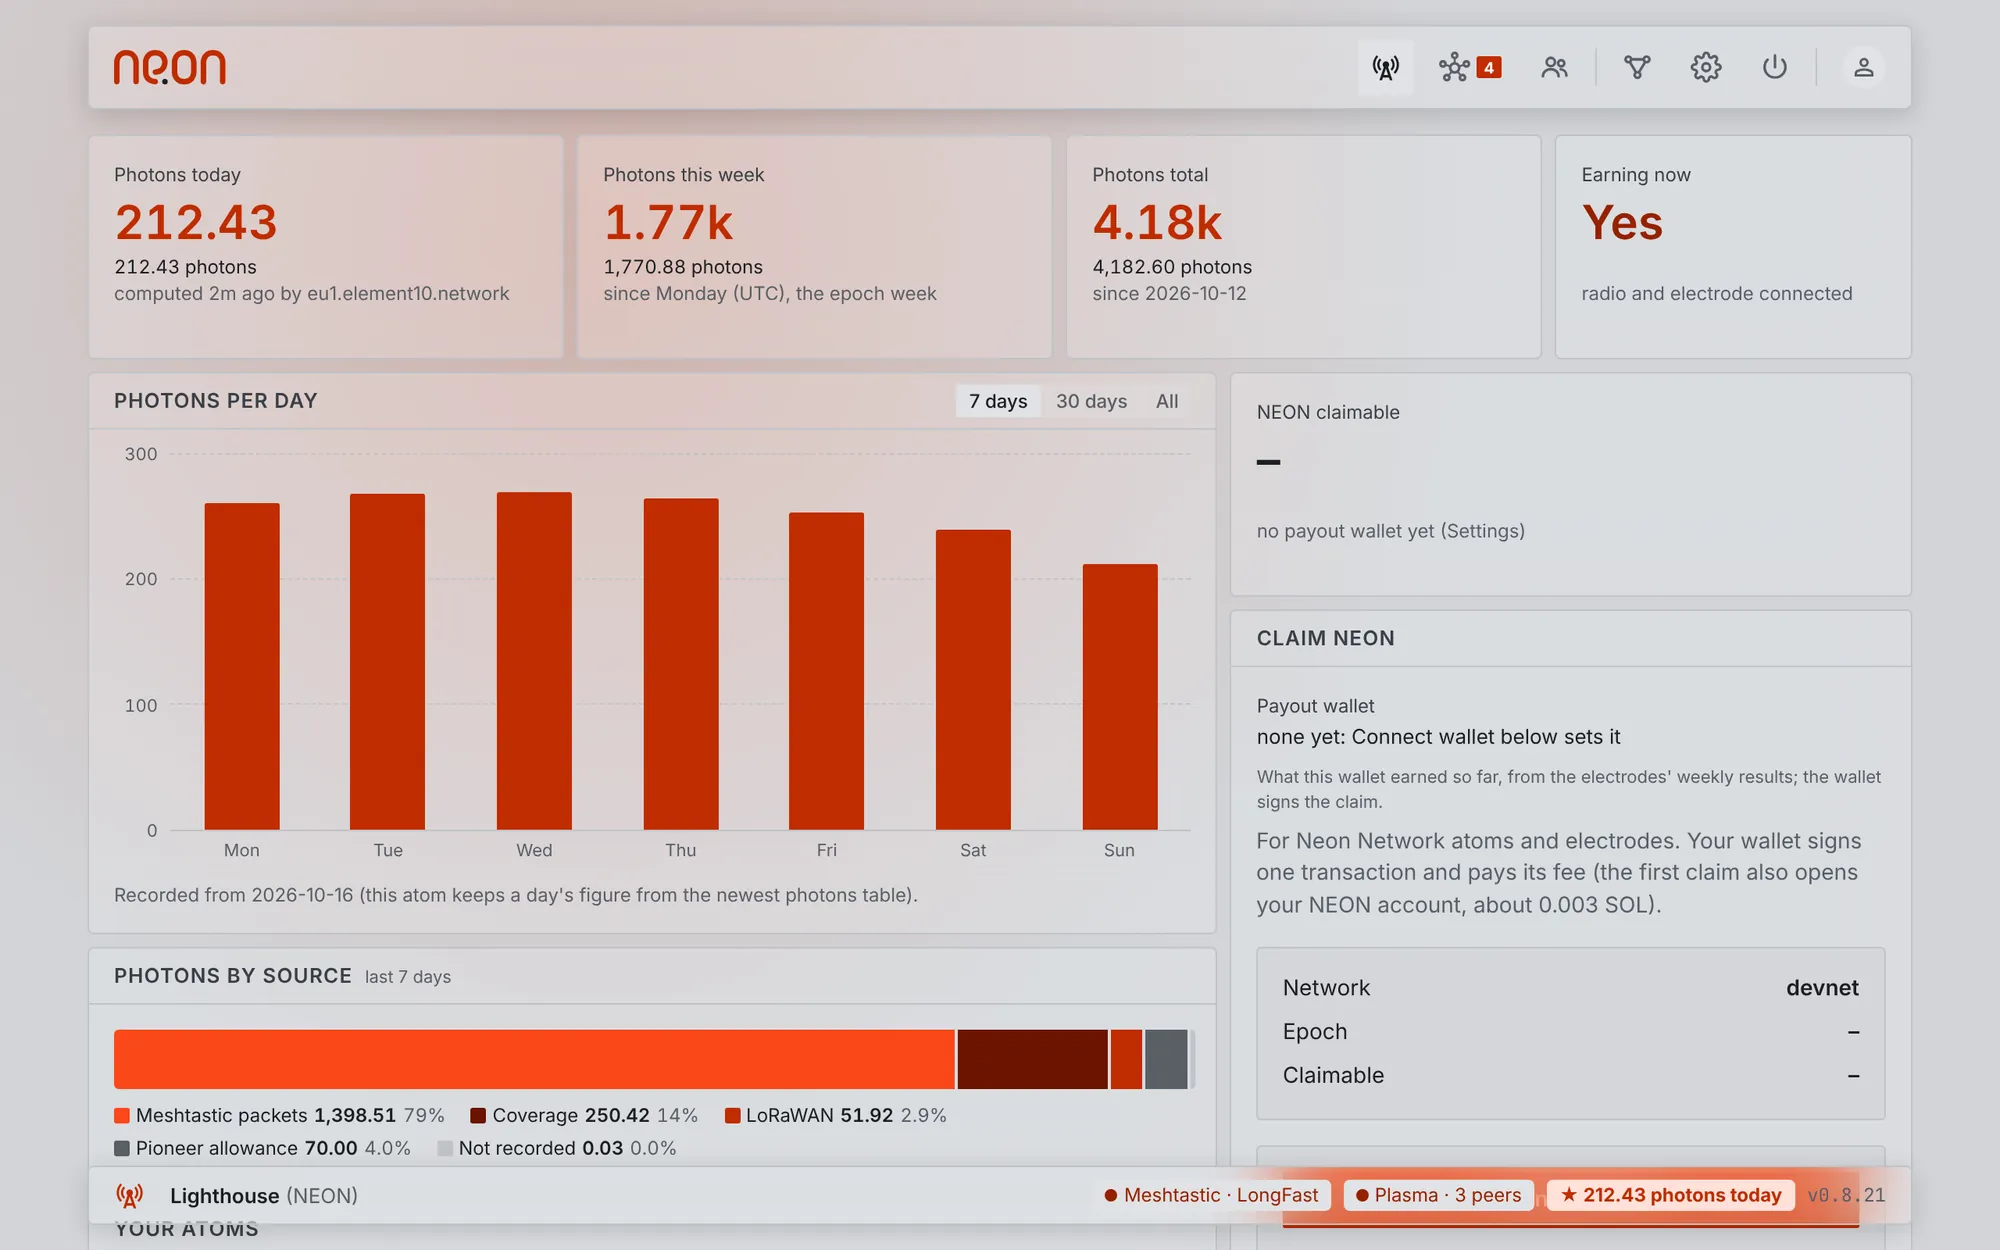 neon
4
Photons today
212.43
212.43 photons
computed 2m ago by eu1.element10.network
Photons this week
1.77k
1,770.88 photons
since Monday (UTC), the epoch week
Photons total
4.18k
4,182.60 photons
since 2026-10-12
Earning now
Yes
radio and electrode connected
PHOTONS PER DAY
7 days 30 days All
300
200
100
0
Mon Tue Wed Thu Fri Sat Sun
Recorded from 2026-10-16 (this atom keeps a day's figure from the newest photons table).
NEON claimable
–
no payout wallet yet (Settings)
CLAIM NEON
Payout wallet
none yet: Connect wallet below sets it
What this wallet earned so far, from the electrodes' weekly results; the wallet
signs the claim.
For Neon Network atoms and electrodes. Your wallet signs
one transaction and pays its fee (the first claim also opens
your NEON account, about 0.003 SOL).
Network devnet
Epoch –
Claimable –
PHOTONS BY SOURCE last 7 days
Meshtastic packets 1,398.51 79% Coverage 250.42 14% LoRaWAN 51.92 2.9%
Pioneer allowance 70.00 4.0% Not recorded 0.03 0.0%
Lighthouse (NEON)
Meshtastic · LongFast Plasma · 3 peers ★ 212.43 photons today v0.8.21
YOUR ATOMS